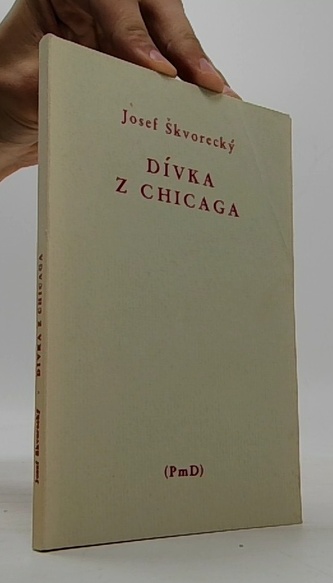 Josef Škvorecký
DÍVKA
Z CHICAGA
(PmD)
Josef Škvorecký · DÍVKA Z CHICAGA